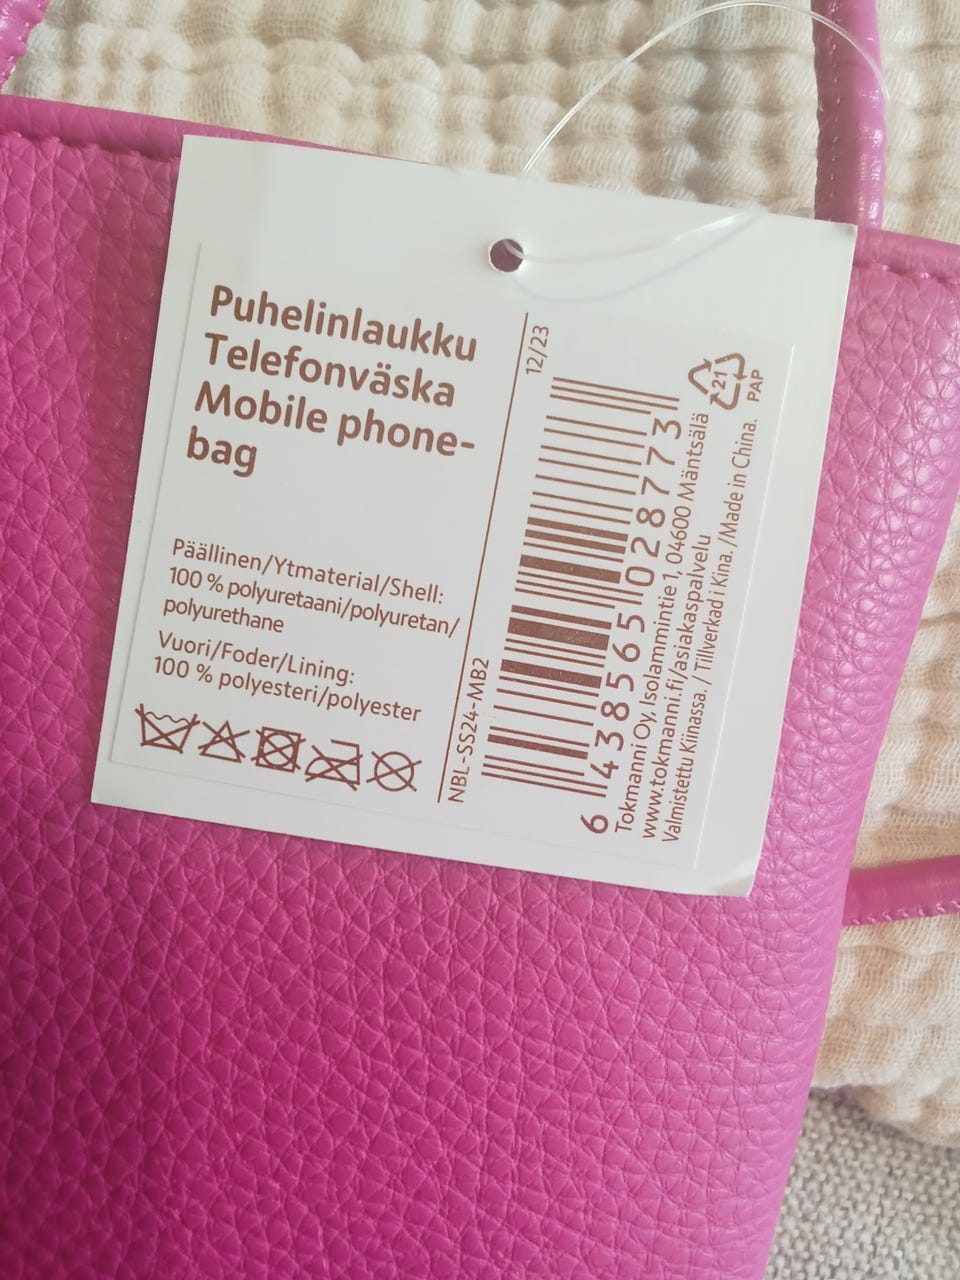 Puhelinlaukku
Telefonväska
Mobile phone-
bag
Päällinen/Ytmaterial/Shell:
100 % polyuretaani/polyuretan/
polyurethane
Vuori/Foder/Lining:
100 % polyesteri/polyester
NBL-SS24-MB2
12/23
6 438565 028773
Tokmanni Oy, Isolammintie 1, 04600 Mäntsälä
www.tokmanni.fi/asiakaspalvelu
Valmistettu Kiinassa. / Tillverkad i Kina. /Made in China.
21
PAP